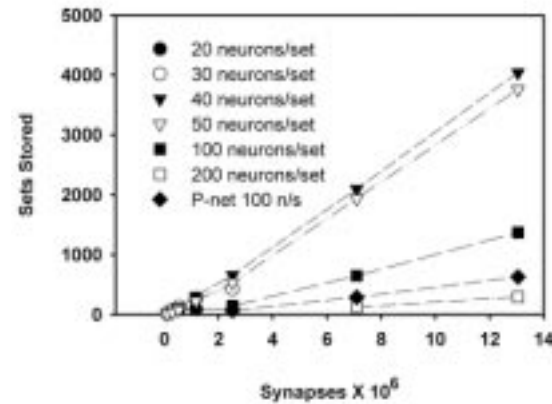 5000
4000
3000
2000
1000
0
Sets Stored
20 neurons/set
30 neurons/set
40 neurons/set
50 neurons/set
100 neurons/set
200 neurons/set
P-net 100 n/s
0 2 4 6 8 10 12 14
Synapses X 10⁶